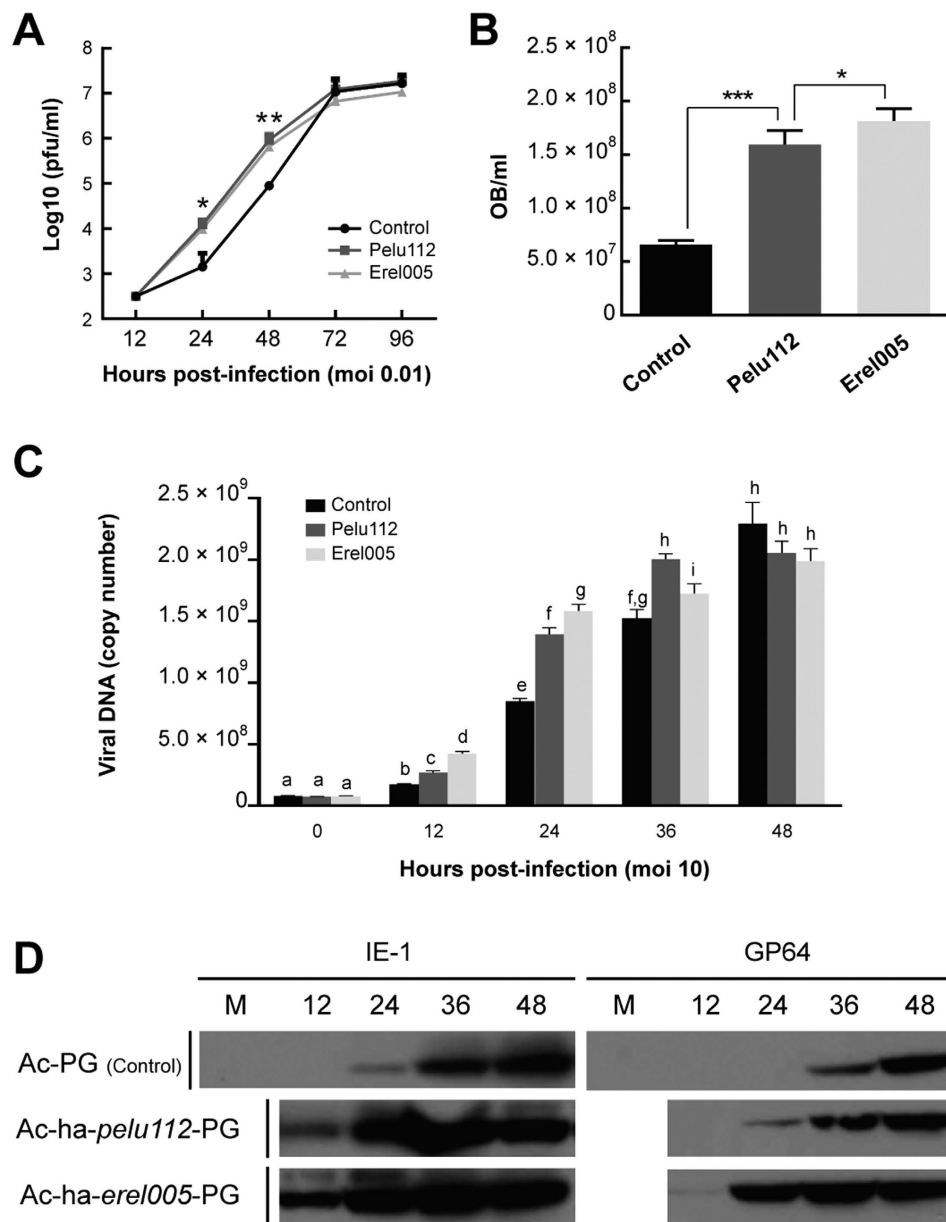 A
8
7
6
5
4
3
2
Log10 (pfu/ml)
*
**
Control
Pelu112
Erel005
12 24 48 72 96
Hours post-infection (moi 0.01)
B
2.5 × 10⁸
2.0 × 10⁸
1.5 × 10⁸
1.0 × 10⁸
5.0 × 10⁷
0
OB/ml
***
*
Control
Pelu112
Erel005
C
2.5 × 10⁹
2.0 × 10⁹
1.5 × 10⁹
1.0 × 10⁹
5.0 × 10⁸
0
Viral DNA (copy number)
Control
Pelu112
Erel005
a a a
b c d
e f g
f,g h i
h h h
0 12 24 36 48
Hours post-infection (moi 10)
D
IE-1 GP64
M 12 24 36 48 M 12 24 36 48
Ac-PG (Control)
Ac-ha-pelu112-PG
Ac-ha-erel005-PG